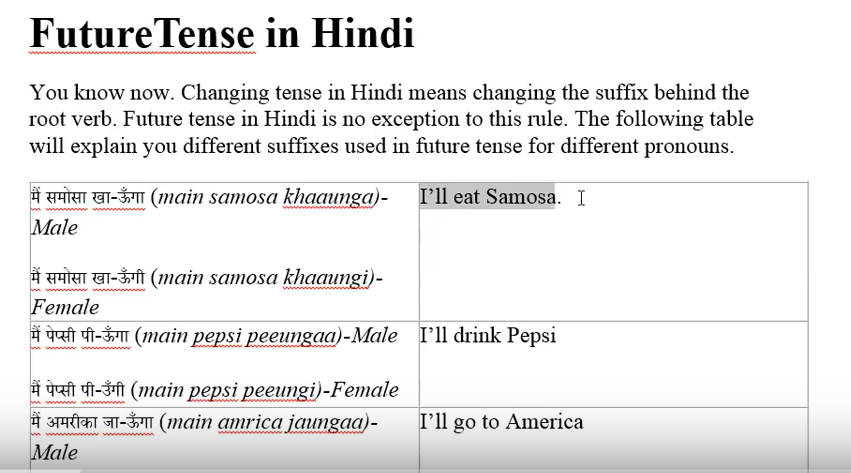 FutureTense in Hindi
You know now. Changing tense in Hindi means changing the suffix behind the
root verb. Future tense in Hindi is no exception to this rule. The following table
will explain you different suffixes used in future tense for different pronouns.
मैं समोसा खा-ऊँगा (main samosa khaaunga)-
Male
मैं समोसा खा-ऊँगी (main samosa khaaungi)-
Female
I’ll eat Samosa.
मैं पेप्सी पी-ऊँगा (main pepsi peeungaa)-Male
मैं पेप्सी पी-उँगी (main pepsi peeungi)-Female
I’ll drink Pepsi
मैं अमरीका जा-ऊँगा (main amrica jaungaa)-
Male
I’ll go to America